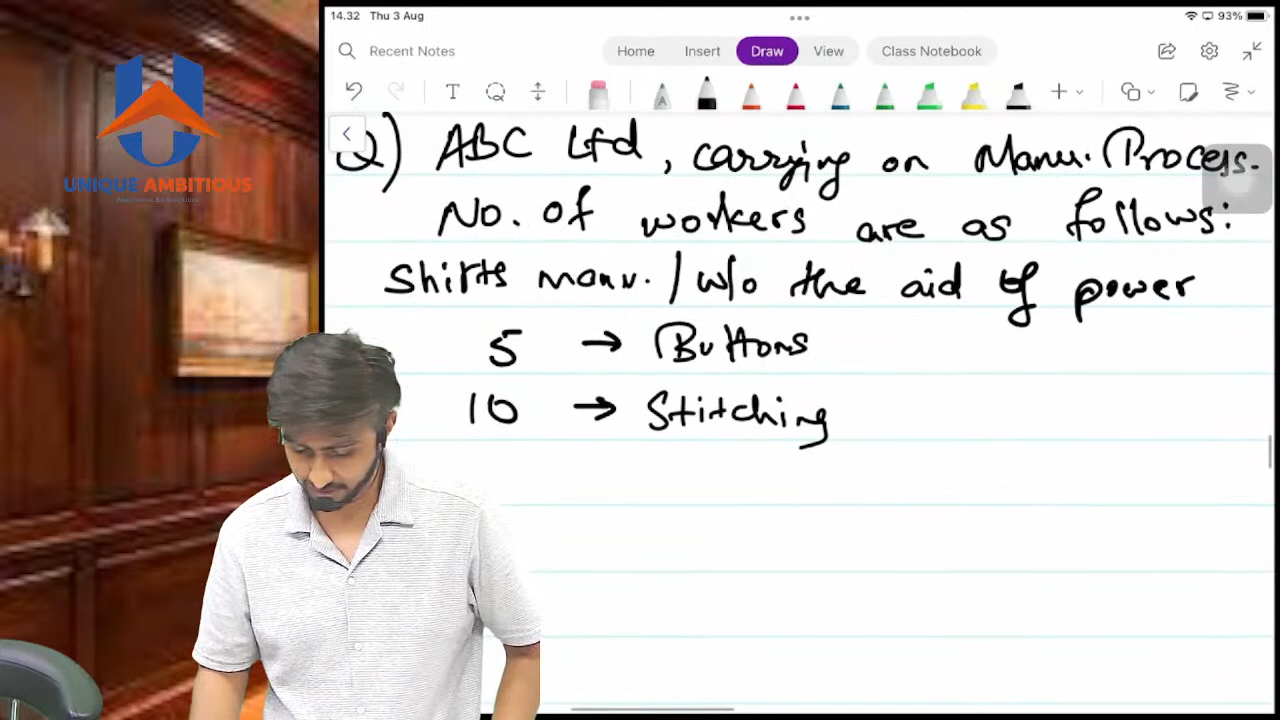 14.32 Thu 3 Aug
93%
Recent Notes
Home Insert Draw View Class Notebook
UNIQUE AMBITIOUS
Q) ABC Ltd, carrying on Manu. Process.
No. of workers are as follows:
Shirts manu. / w/o the aid of power
5 → Buttons
10 → Stitching